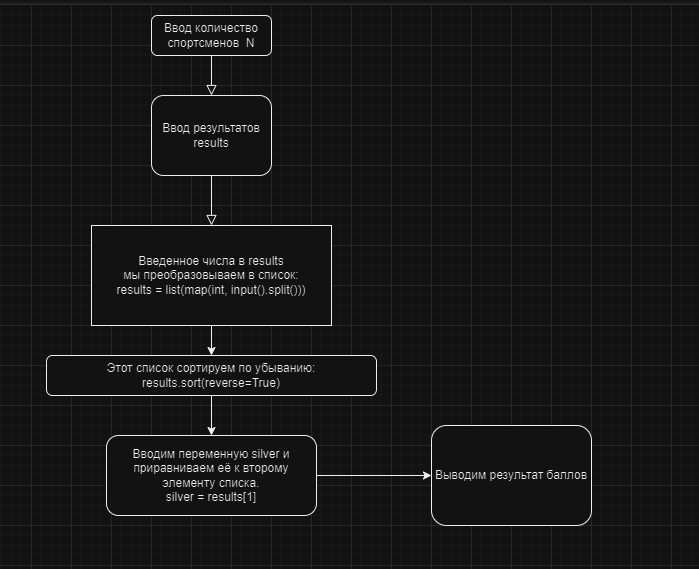 Ввод количество
спортсменов N
Ввод результатов
results
Введенное числа в results
мы преобразовываем в список:
results = list(map(int, input().split()))
Этот список сортируем по убыванию:
results.sort(reverse=True)
Вводим переменную silver и
приравниваем её к второму
элементу списка.
silver = results[1]
Выводим результат баллов